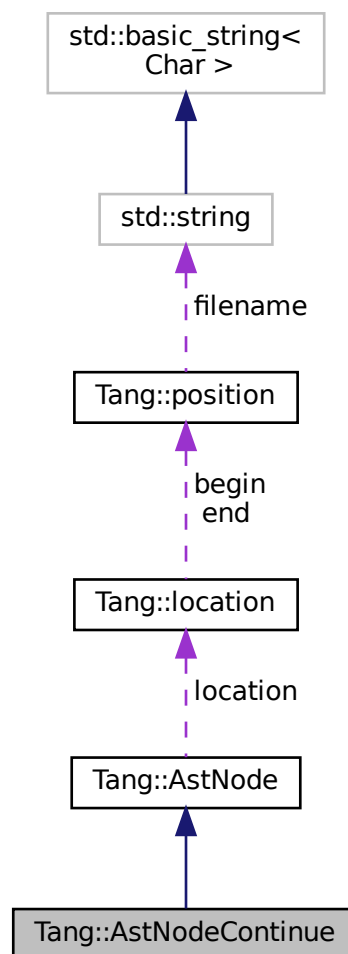 std::basic_string<
Char >
std::string
filename
Tang::position
begin
end
Tang::location
location
Tang::AstNode
Tang::AstNodeContinue